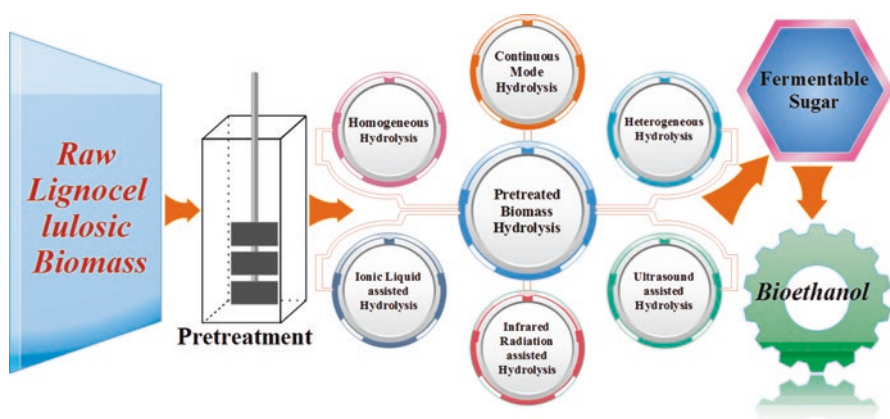 Raw
Lignocel
lulosic
Biomass
Pretreatment
Homogeneous
Hydrolysis
Continuous
Mode
Hydrolysis
Heterogeneous
Hydrolysis
Pretreated
Biomass
Hydrolysis
Ionic Liquid
assisted
Hydrolysis
Infrared
Radiation
assisted
Hydrolysis
Ultrasound
assisted
Hydrolysis
Fermentable
Sugar
Bioethanol